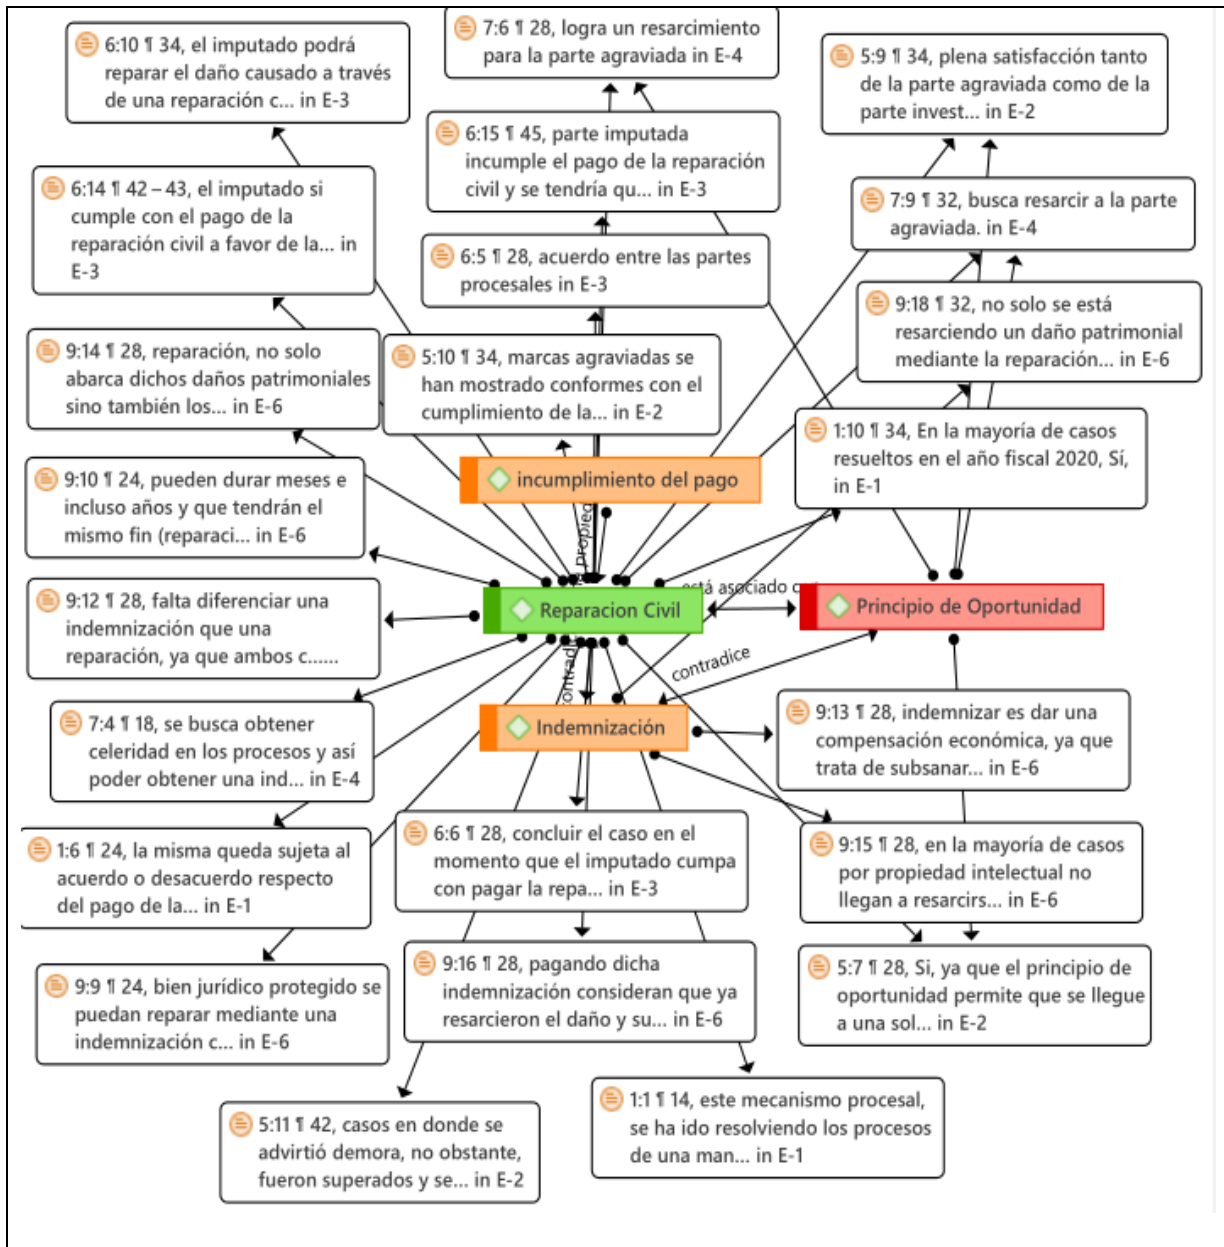 6:10 ¶ 34, el imputado podrá
reparar el daño causado a través
de una reparación c... in E-3
7:6 ¶ 28, logra un resarcimiento
para la parte agraviada in E-4
5:9 ¶ 34, plena satisfacción tanto
de la parte agraviada como de la
parte invest... in E-2
6:15 ¶ 45, parte imputada
incumple el pago de la reparación
civil y se tendría qu... in E-3
6:14 ¶ 42 – 43, el imputado si
cumple con el pago de la
reparación civil a favor de la... in
E-3
7:9 ¶ 32, busca resarcir a la parte
agraviada. in E-4
6:5 ¶ 28, acuerdo entre las partes
procesales in E-3
9:18 ¶ 32, no solo se está
resarciendo un daño patrimonial
mediante la reparación... in E-6
9:14 ¶ 28, reparación, no solo
abarca dichos daños patrimoniales
sino también los... in E-6
5:10 ¶ 34, marcas agraviadas se
han mostrado conformes con el
cumplimiento de la... in E-2
1:10 ¶ 34, En la mayoría de casos
resueltos en el año fiscal 2020, Sí,
in E-1
9:10 ¶ 24, pueden durar meses e
incluso años y que tendrán el
mismo fin (reparaci... in E-6
incumplimiento del pago
está asociado
Reparacion Civil
Principio de Oportunidad
9:12 ¶ 28, falta diferenciar una
indemnización que una
reparación, ya que ambos c......
contradice
Indemnización
7:4 ¶ 18, se busca obtener
celeridad en los procesos y así
poder obtener una ind... in E-4
9:13 ¶ 28, indemnizar es dar una
compensación económica, ya que
trata de subsanar... in E-6
1:6 ¶ 24, la misma queda sujeta al
acuerdo o desacuerdo respecto
del pago de la... in E-1
6:6 ¶ 28, concluir el caso en el
momento que el imputado cumpa
con pagar la repa... in E-3
9:15 ¶ 28, en la mayoría de casos
por propiedad intelectual no
llegan a resarcirs... in E-6
9:9 ¶ 24, bien jurídico protegido se
puedan reparar mediante una
indemnización c... in E-6
9:16 ¶ 28, pagando dicha
indemnización consideran que ya
resarcieron el daño y su... in E-6
5:7 ¶ 28, Si, ya que el principio de
oportunidad permite que se llegue
a una sol... in E-2
5:11 ¶ 42, casos en donde se
advirtió demora, no obstante,
fueron superados y se... in E-2
1:1 ¶ 14, este mecanismo procesal,
se ha ido resolviendo los procesos
de una man... in E-1